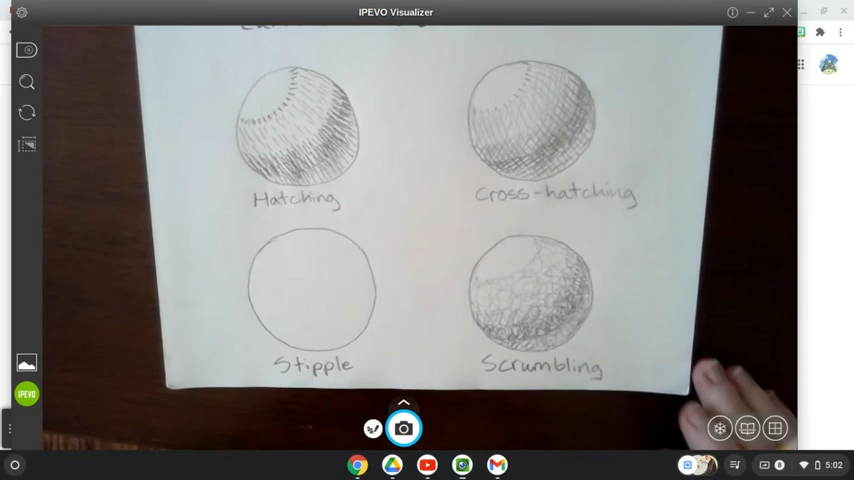 IPEVO Visualizer
Hatching
Cross-hatching
Stipple
Scrumbling
IPEVO
5:02